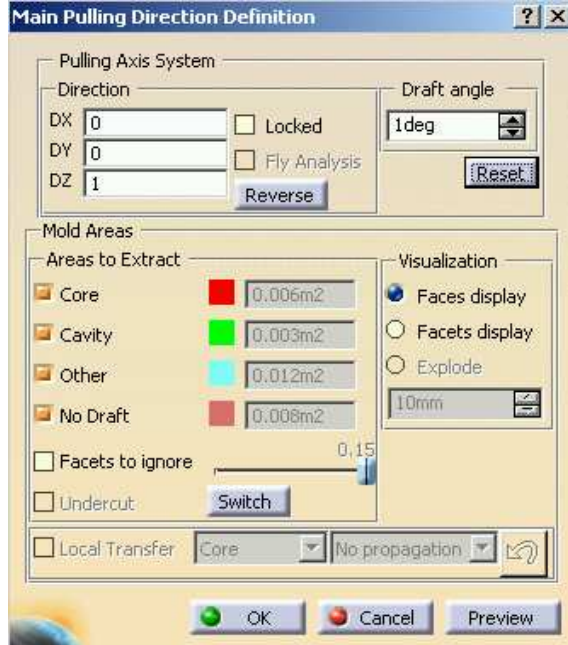 Main Pulling Direction Definition
Pulling Axis System
Direction
Draft angle
DX 0
Locked
1deg
DY 0
Fly Analysis
DZ 1
Reset
Reverse
Mold Areas
Areas to Extract
Visualization
Core 0.006m2
Faces display
Cavity 0.003m2
Facets display
Other 0.012m2
Explode
No Draft 0.008m2
10mm
Facets to ignore 0.15
Undercut Switch
Local Transfer Core No propagation
OK Cancel Preview